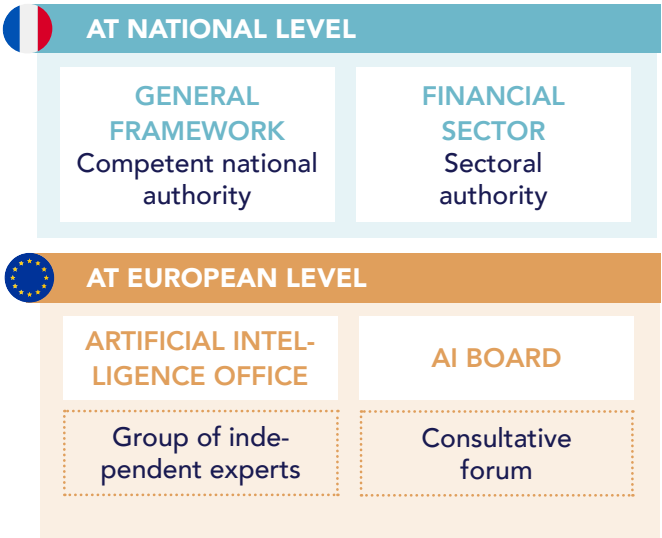 AT NATIONAL LEVEL
GENERAL
FRAMEWORK
Competent national
authority
FINANCIAL
SECTOR
Sectoral
authority
AT EUROPEAN LEVEL
ARTIFICIAL INTEL-
LIGENCE OFFICE
AI BOARD
Group of inde-
pendent experts
Consultative
forum